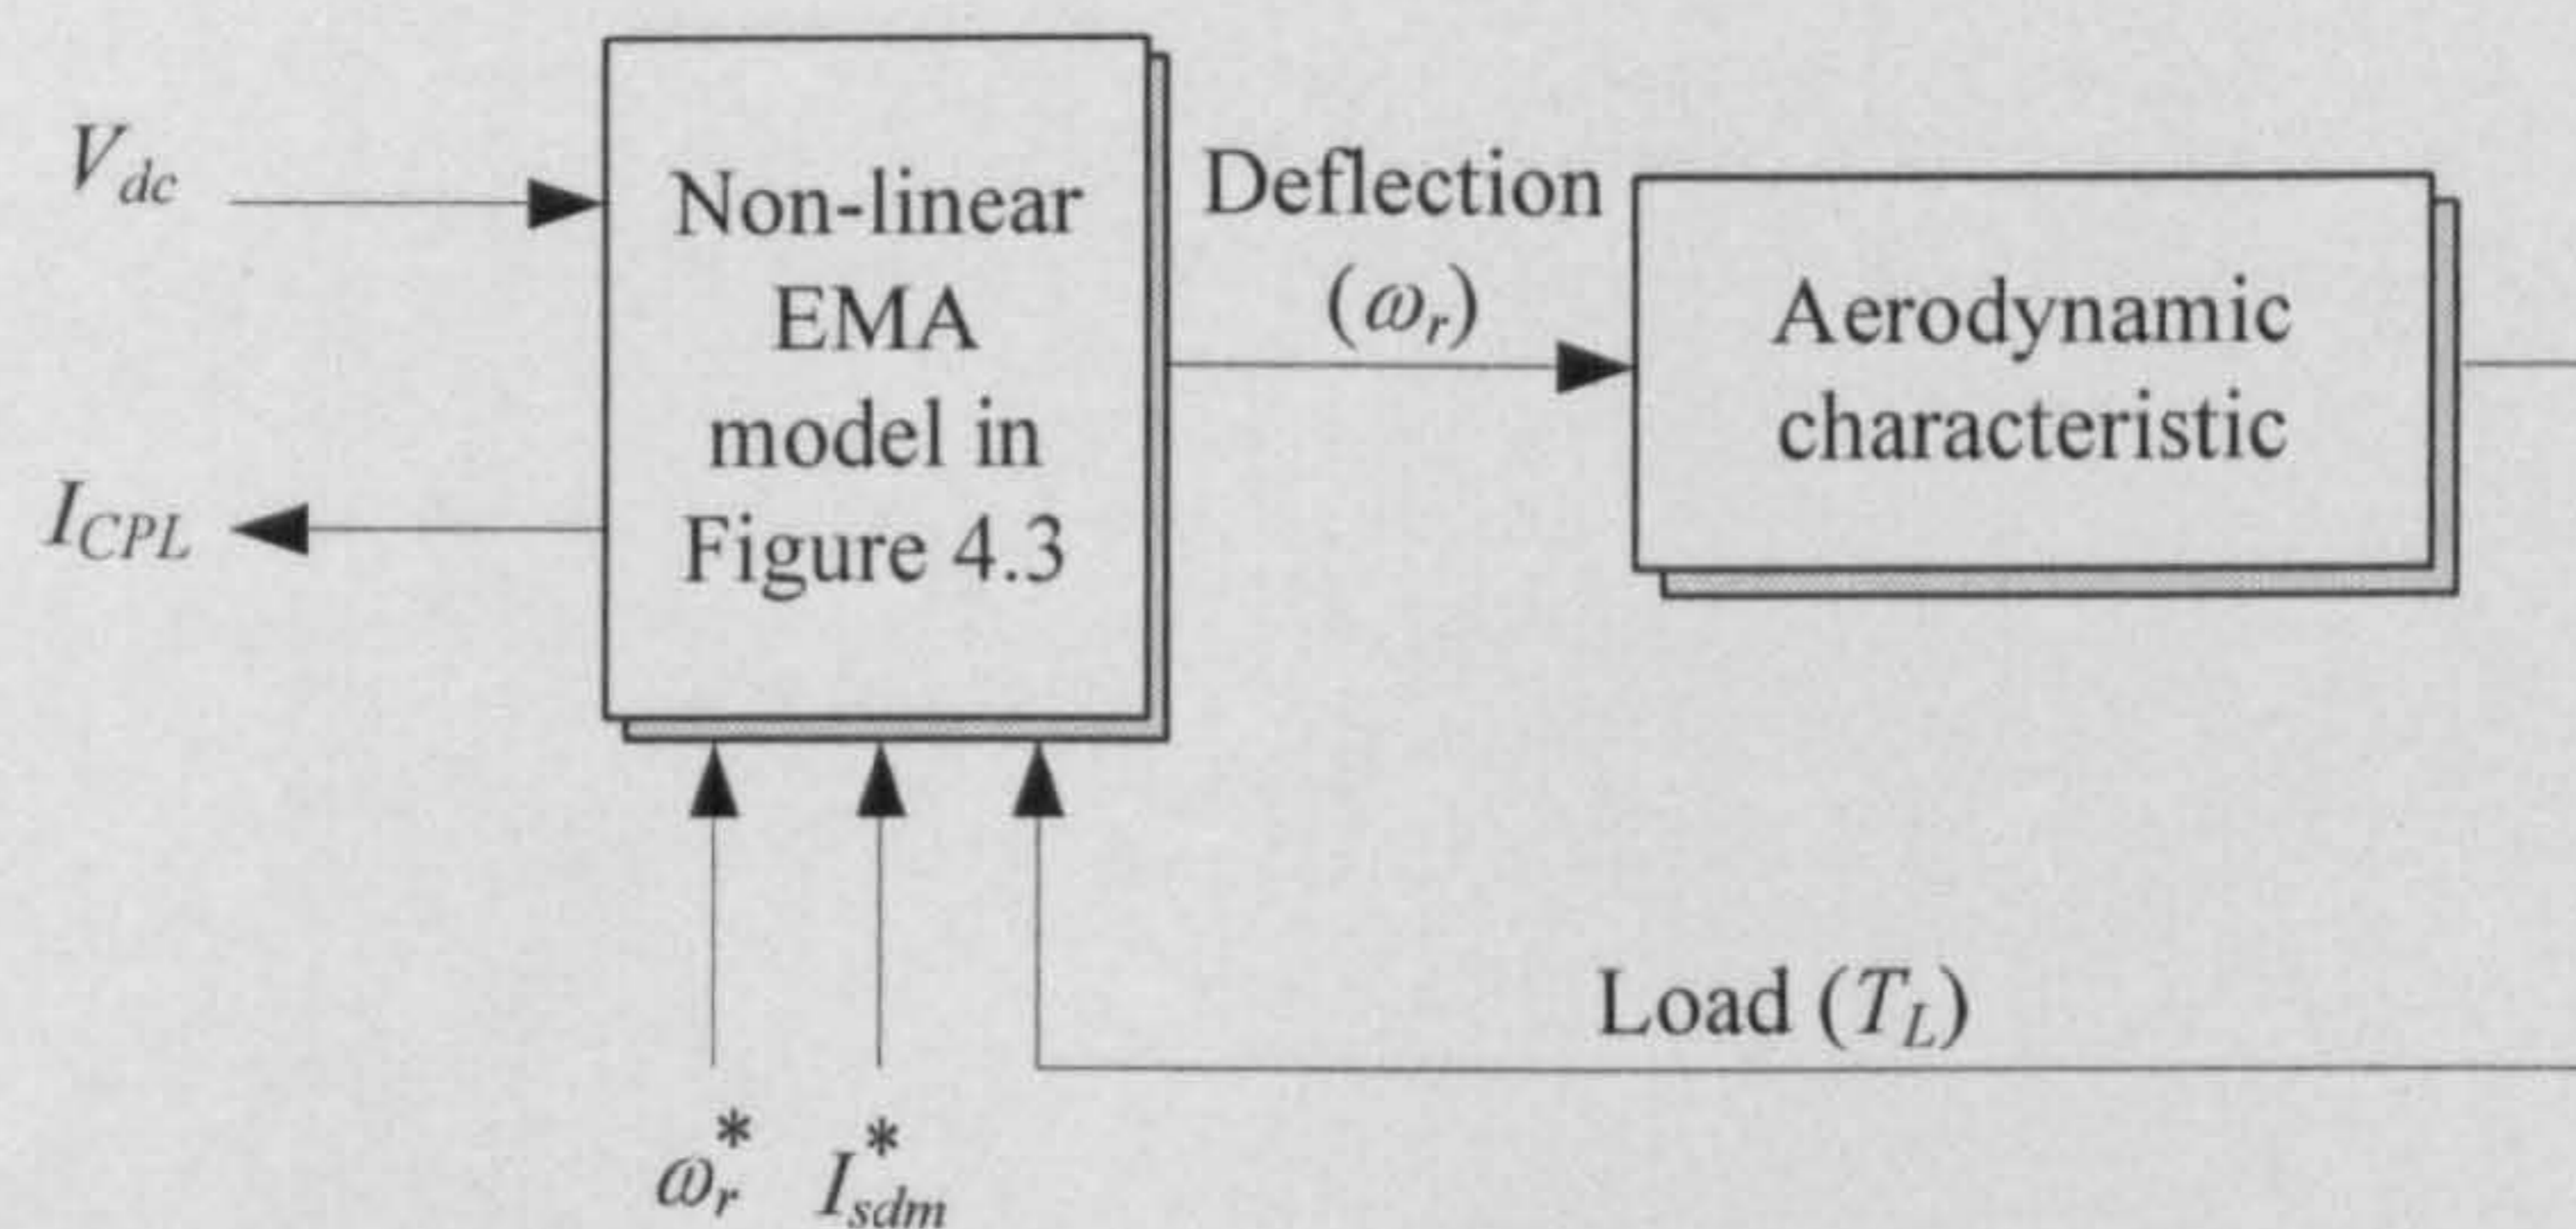 V_dc
I_CPL
Non-linear
EMA
model in
Figure 4.3
Deflection
(ω_r)
Aerodynamic
characteristic
Load (T_L)
ω_r^* I_sdm^*